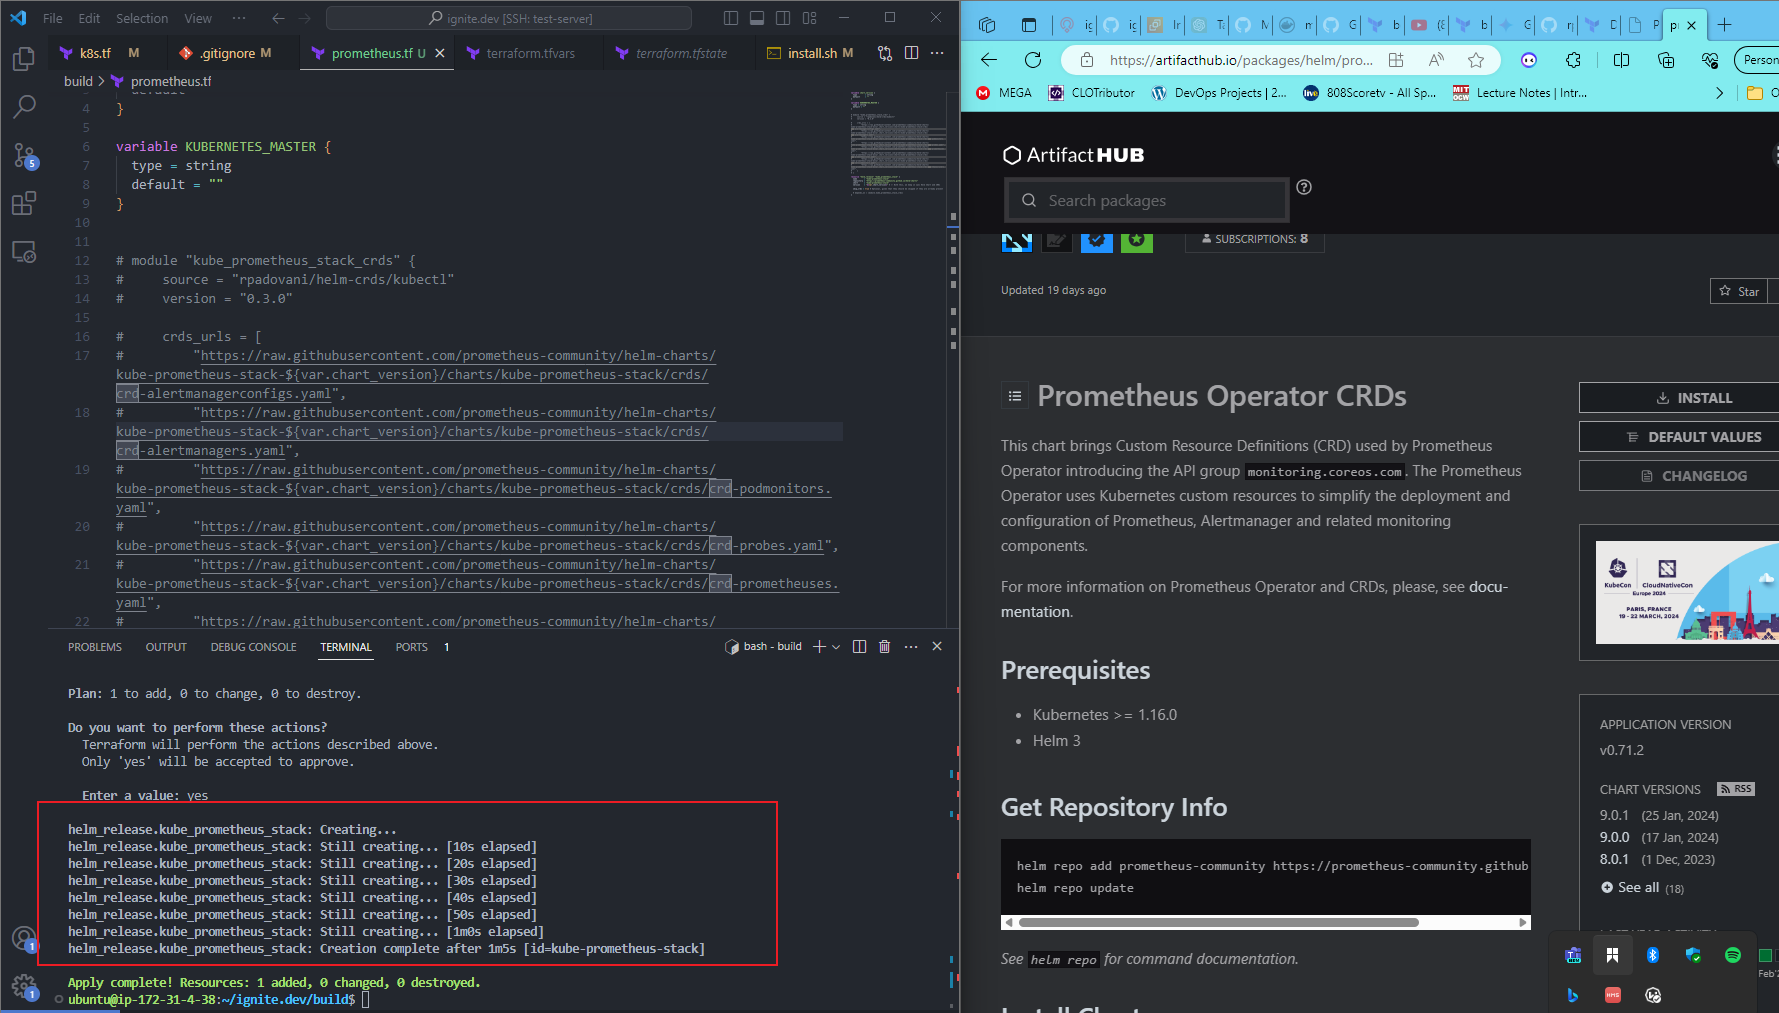 File Edit Selection View ··· ignite.dev [SSH: test-server]
k8s.tf M .gitignore M prometheus.tf U terraform.tfvars terraform.tfstate install.sh M
build > prometheus.tf
4 }
5
6 variable KUBERNETES_MASTER {
7 type = string
8 default = ""
9 }
10
11
12 # module "kube_prometheus_stack_crds" {
13 # source = "rpadovani/helm-crds/kubectl"
14 # version = "0.3.0"
15
16 # crds_urls = [
17 # "https://raw.githubusercontent.com/prometheus-community/helm-charts/
kube-prometheus-stack-${var.chart_version}/charts/kube-prometheus-stack/crds/
crd-alertmanagerconfigs.yaml",
18 # "https://raw.githubusercontent.com/prometheus-community/helm-charts/
kube-prometheus-stack-${var.chart_version}/charts/kube-prometheus-stack/crds/
crd-alertmanagers.yaml",
19 # "https://raw.githubusercontent.com/prometheus-community/helm-charts/
kube-prometheus-stack-${var.chart_version}/charts/kube-prometheus-stack/crds/crd-podmonitors.
yaml",
20 # "https://raw.githubusercontent.com/prometheus-community/helm-charts/
kube-prometheus-stack-${var.chart_version}/charts/kube-prometheus-stack/crds/crd-probes.yaml",
21 # "https://raw.githubusercontent.com/prometheus-community/helm-charts/
kube-prometheus-stack-${var.chart_version}/charts/kube-prometheus-stack/crds/crd-prometheuses.
yaml",
22 # "https://raw.githubusercontent.com/prometheus-community/helm-charts/
5
1
1
PROBLEMS OUTPUT DEBUG CONSOLE TERMINAL PORTS 1 bash - build
Plan: 1 to add, 0 to change, 0 to destroy.
Do you want to perform these actions?
Terraform will perform the actions described above.
Only 'yes' will be accepted to approve.
Enter a value: yes
helm_release.kube_prometheus_stack: Creating...
helm_release.kube_prometheus_stack: Still creating... [10s elapsed]
helm_release.kube_prometheus_stack: Still creating... [20s elapsed]
helm_release.kube_prometheus_stack: Still creating... [30s elapsed]
helm_release.kube_prometheus_stack: Still creating... [40s elapsed]
helm_release.kube_prometheus_stack: Still creating... [50s elapsed]
helm_release.kube_prometheus_stack: Still creating... [1m0s elapsed]
helm_release.kube_prometheus_stack: Creation complete after 1m5s [id=kube-prometheus-stack]
Apply complete! Resources: 1 added, 0 changed, 0 destroyed.
ubuntu@ip-172-31-4-38:~/ignite.dev/build$
https://artifacthub.io/packages/helm/pro...
Person
MEGA CLOTributor DevOps Projects | 2... 808Scoretv - All Sp... Lecture Notes | Intr...
Artifact HUB
Search packages
SUBSCRIPTIONS: 8
Updated 19 days ago
Star
Prometheus Operator CRDs
This chart brings Custom Resource Definitions (CRD) used by Prometheus
Operator introducing the API group monitoring.coreos.com. The Prometheus
Operator uses Kubernetes custom resources to simplify the deployment and
configuration of Prometheus, Alertmanager and related monitoring
components.
For more information on Prometheus Operator and CRDs, please, see docu-
mentation.
Prerequisites
• Kubernetes >= 1.16.0
• Helm 3
Get Repository Info
helm repo add prometheus-community https://prometheus-community.github
helm repo update
See helm repo for command documentation.
INSTALL
DEFAULT VALUES
CHANGELOG
KubeCon CloudNativeCon
Europe 2024
PARIS, FRANCE
19 - 22 MARCH, 2024
APPLICATION VERSION
v0.71.2
CHART VERSIONS RSS
9.0.1 (25 Jan, 2024)
9.0.0 (17 Jan, 2024)
8.0.1 (1 Dec, 2023)
See all (18)